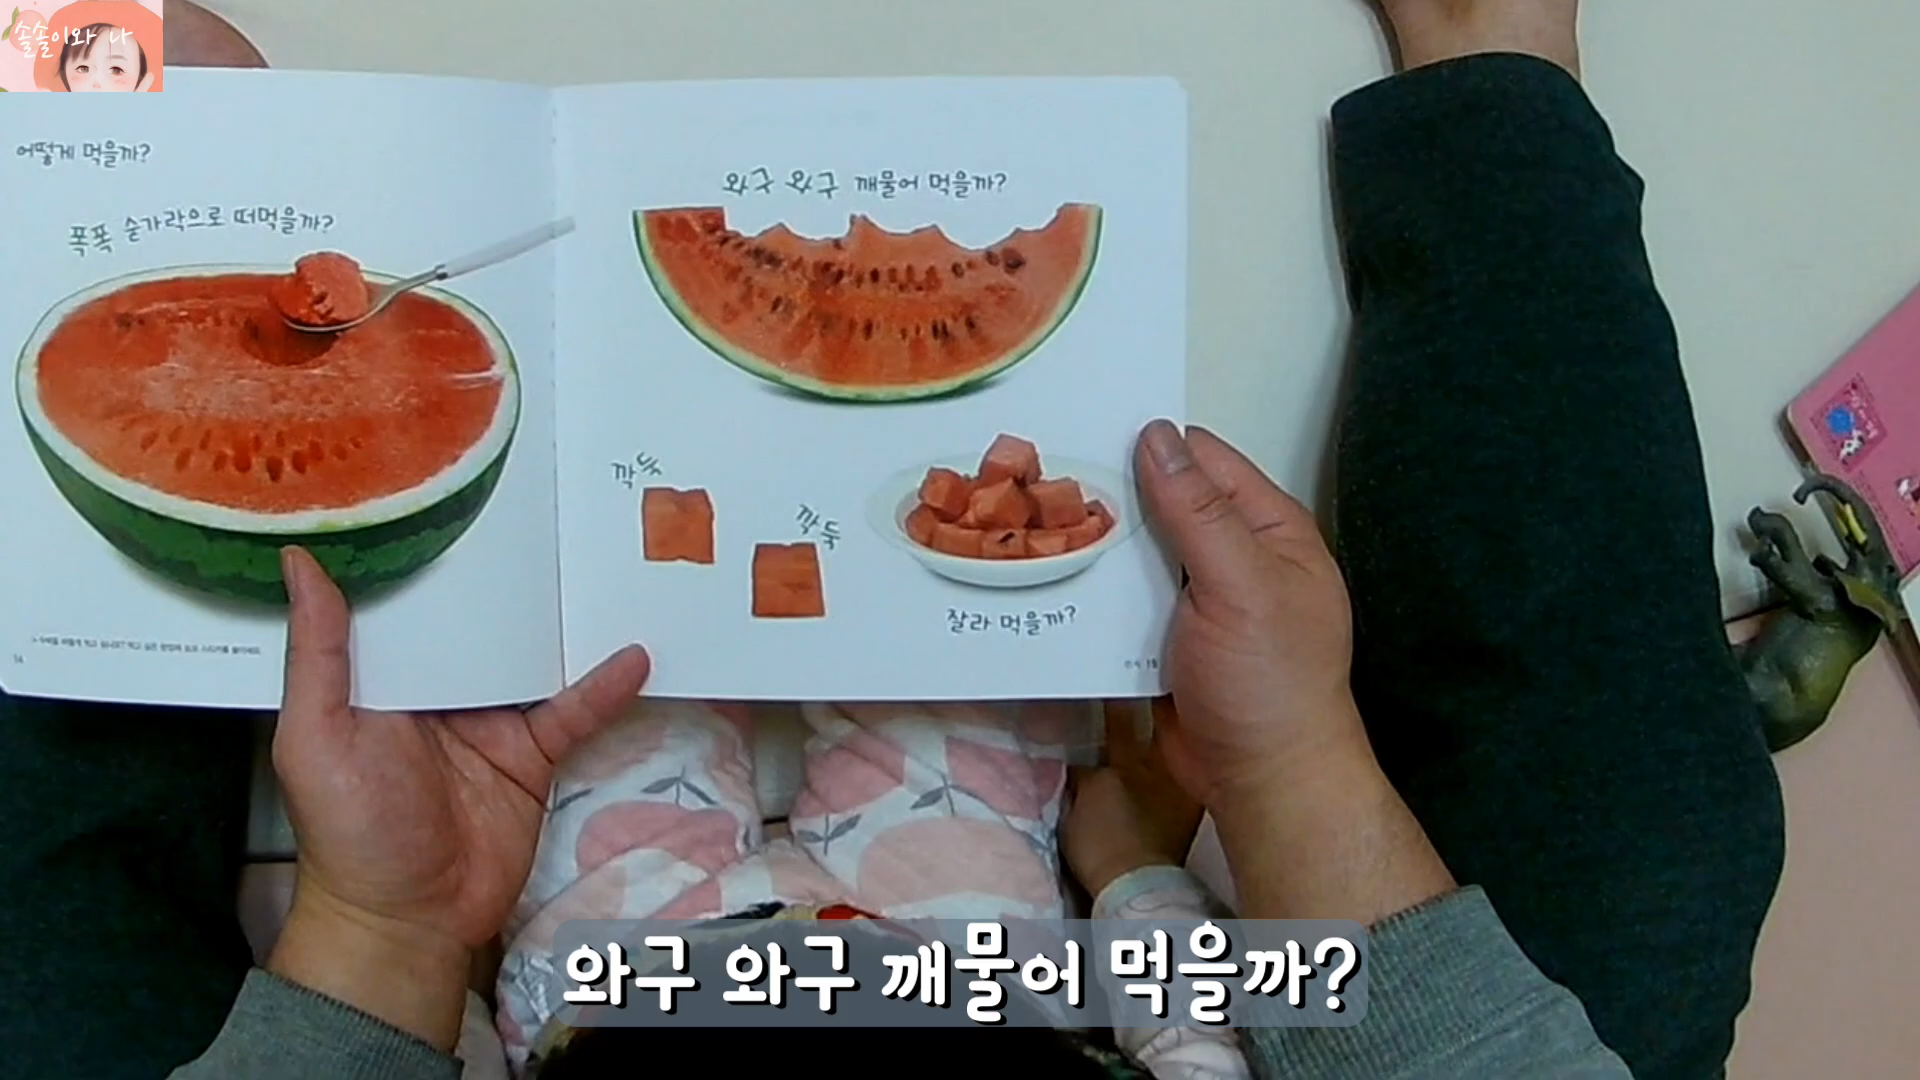 솔솔이와 나
어떻게 먹을까?
폭폭 숟가락으로 떠먹을까?
14
와구 와구 깨물어 먹을까?
깍둑
깍둑
잘라 먹을까?
15
와구 와구 깨물어 먹을까?